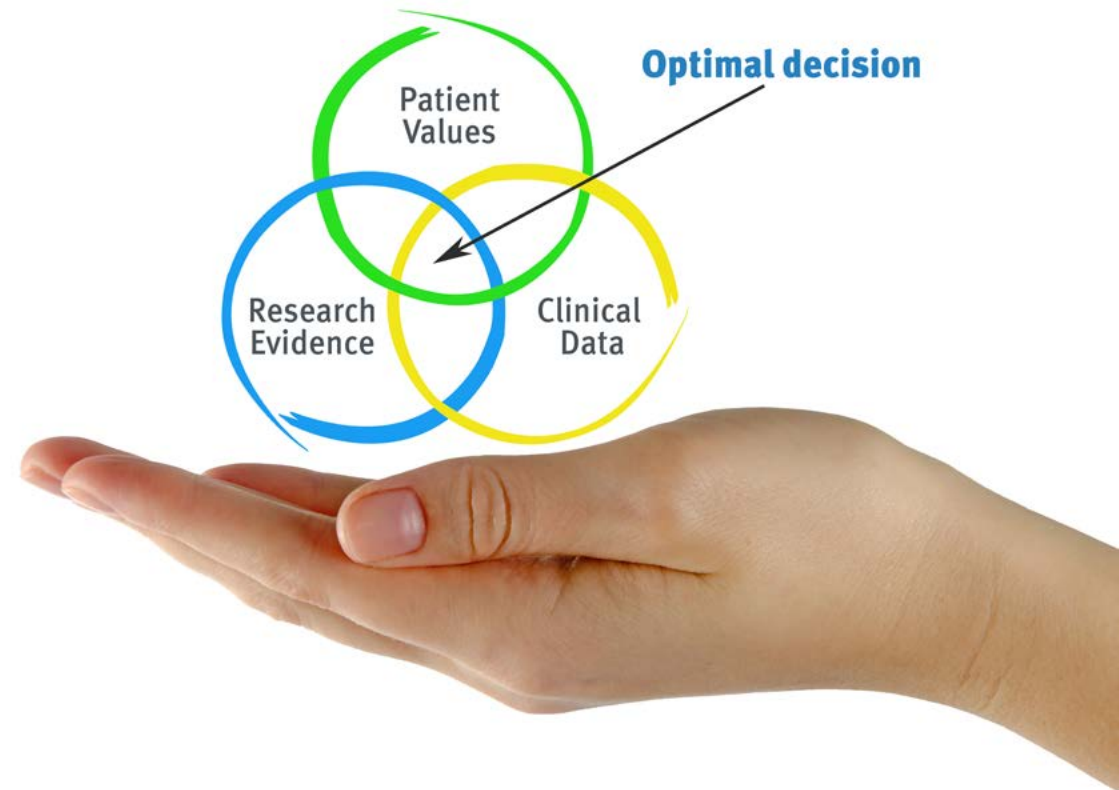 Optimal decision
Patient
Values
Research
Evidence
Clinical
Data